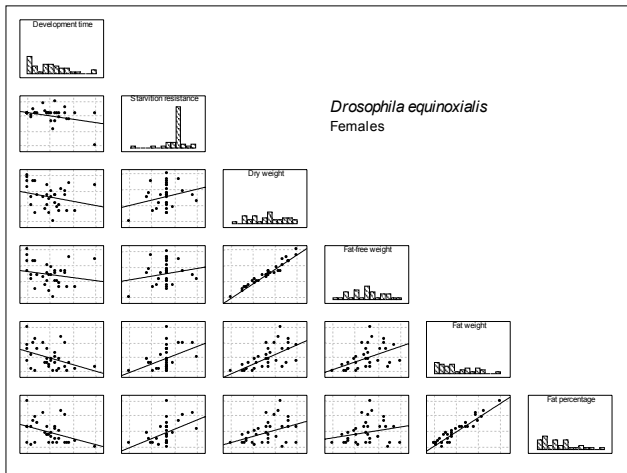 Development time
Starvition resistance
Drosophila equinoxialis
Females
Dry weight
Fat-free weight
Fat weight
Fat percentage